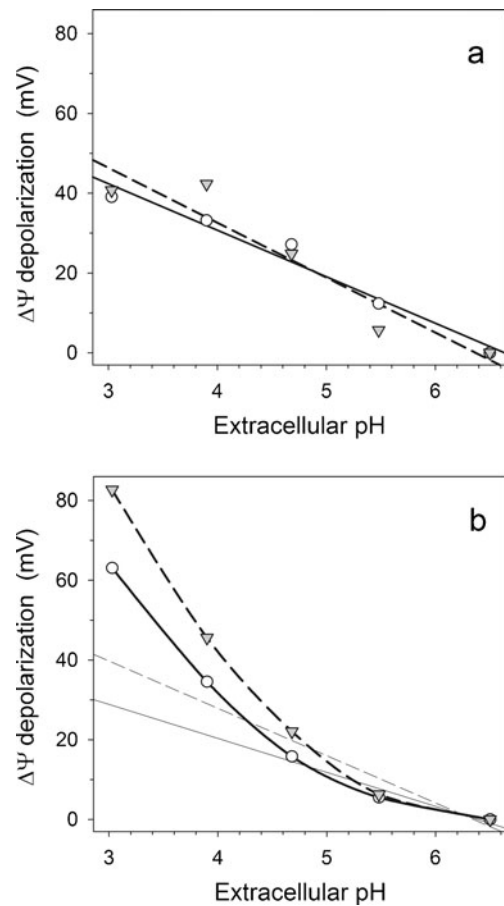 a
80
60
40
20
0
ΔΨ depolarization (mV)
3 4 5 6
Extracellular pH
b
80
60
40
20
0
ΔΨ depolarization (mV)
3 4 5 6
Extracellular pH